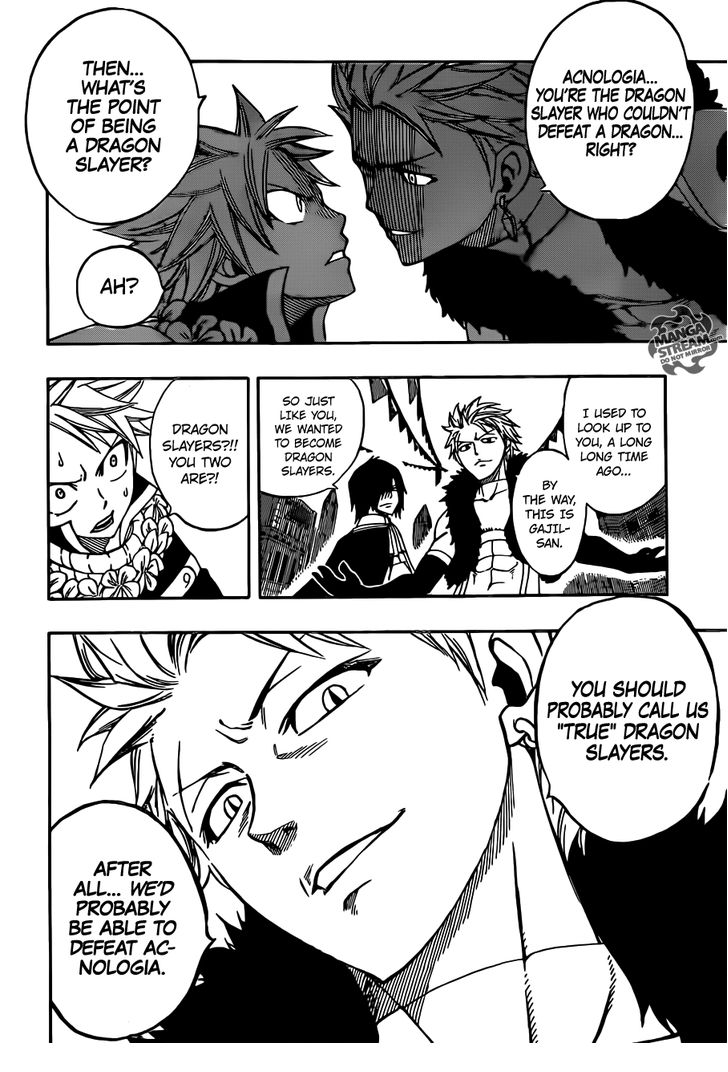 ACNOLOGIA...
YOU'RE THE DRAGON
SLAYER WHO COULDN'T
DEFEAT A DRAGON...
RIGHT?
THEN...
WHAT'S
THE POINT
OF BEING
A DRAGON
SLAYER?
AH?
MANGA
STREAM.com
DO NOT MIRROR
I USED TO
LOOK UP TO
YOU, A LONG
LONG TIME
AGO...
BY
THE WAY,
THIS IS
GAJIL-
SAN.
SO JUST
LIKE YOU,
WE WANTED
TO BECOME
DRAGON
SLAYERS.
DRAGON
SLAYERS?!!
YOU TWO
ARE?!
YOU SHOULD
PROBABLY CALL US
"TRUE" DRAGON
SLAYERS.
AFTER
ALL... WE'D
PROBABLY
BE ABLE TO
DEFEAT AC-
NOLOGIA.